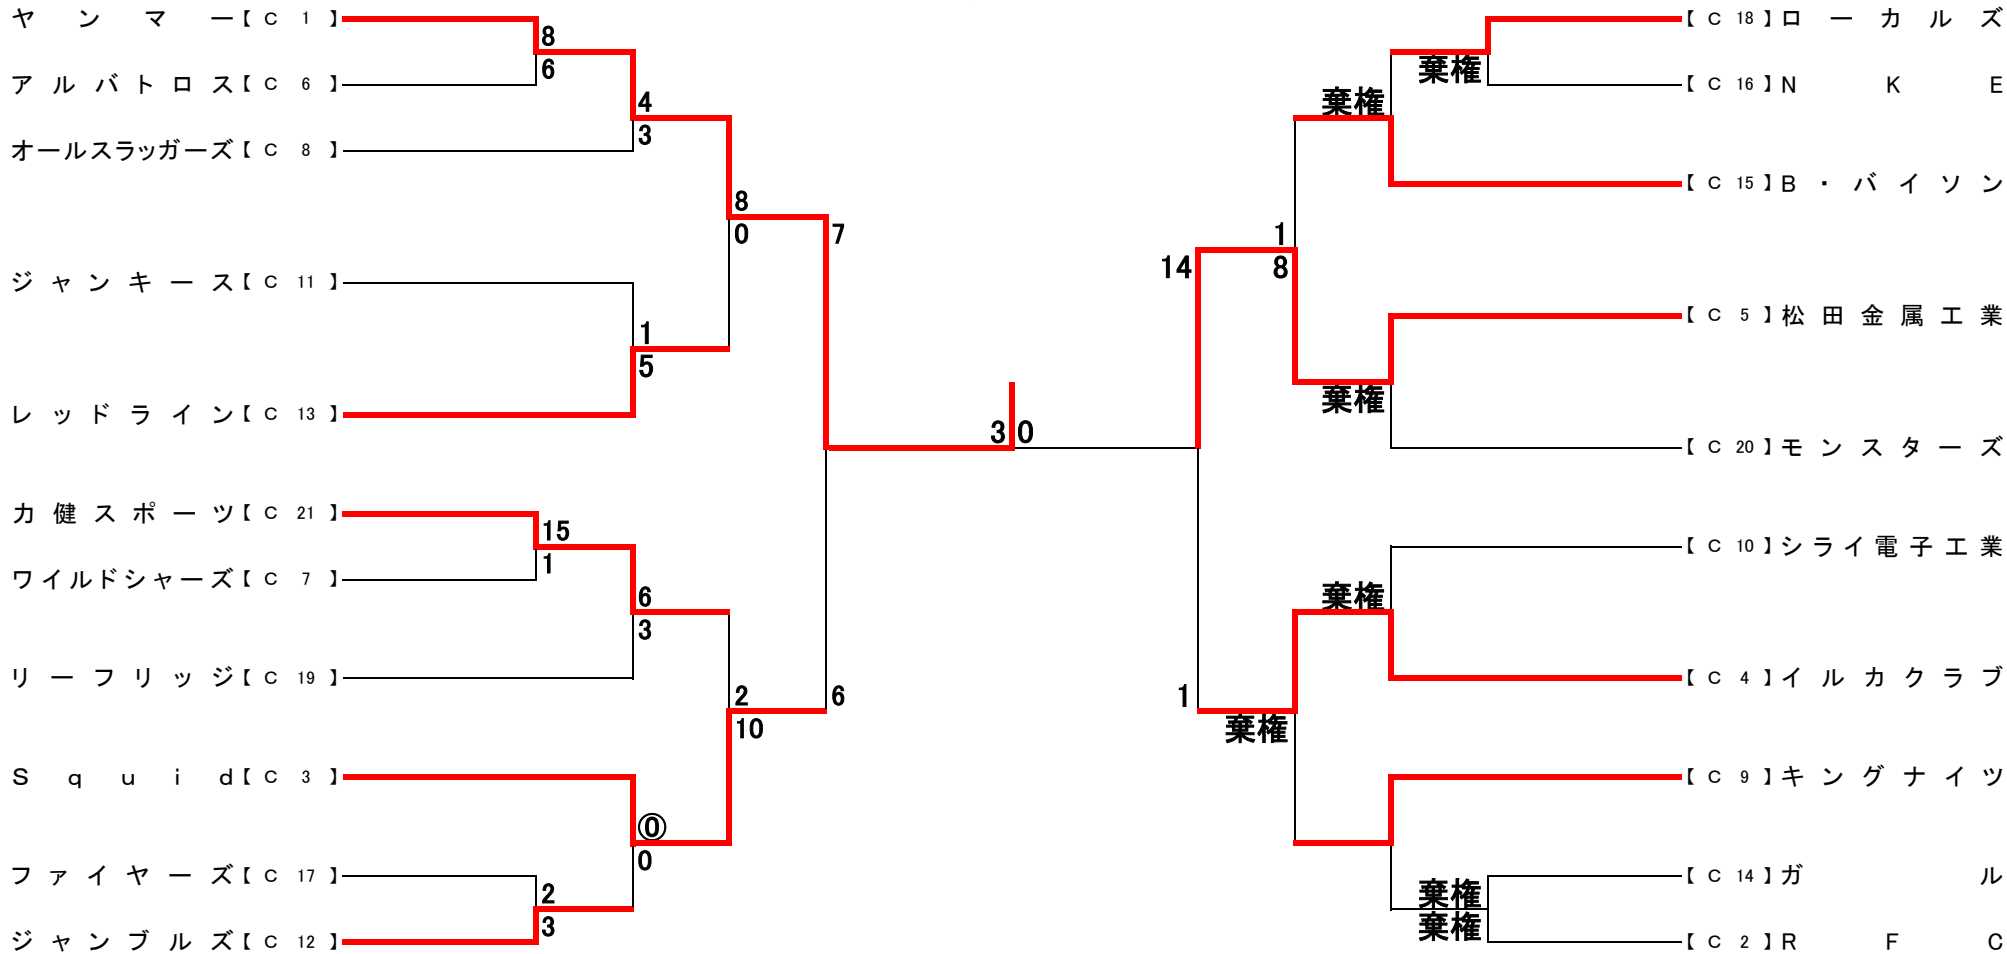 ヤンマー【 C 1 】
アルバトロス【 C 6 】
オールスラッガーズ【 C 8 】
ジャンキース【 C 11 】
レッドライン【 C 13 】
力健スポーツ【 C 21 】
ワイルドシャーズ【 C 7 】
リーフリッジ【 C 19 】
Squid【 C 3 】
ファイヤーズ【 C 17 】
ジャンブルズ【 C 12 】
8
6
4
3
8
0
1
5
15
1
6
3
2
10
⓪
0
2
3
7
6
3 0
14
1
1
8
棄権
棄権
棄権
棄権
棄権
棄権
棄権
【 C 18 】ローカルズ
【 C 16 】NKE
【 C 15 】B・バイソン
【 C 5 】松田金属工業
【 C 20 】モンスターズ
【 C 10 】シライ電子工業
【 C 4 】イルカクラブ
【 C 9 】キングナイツ
【 C 14 】ガル
【 C 2 】RFC